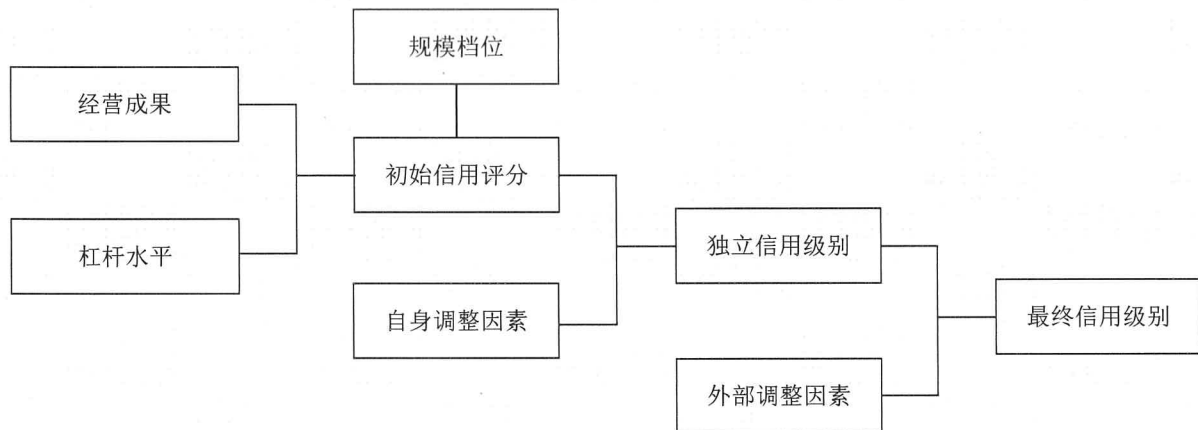 规模档位
经营成果
初始信用评分
杠杆水平
独立信用级别
自身调整因素
最终信用级别
外部调整因素